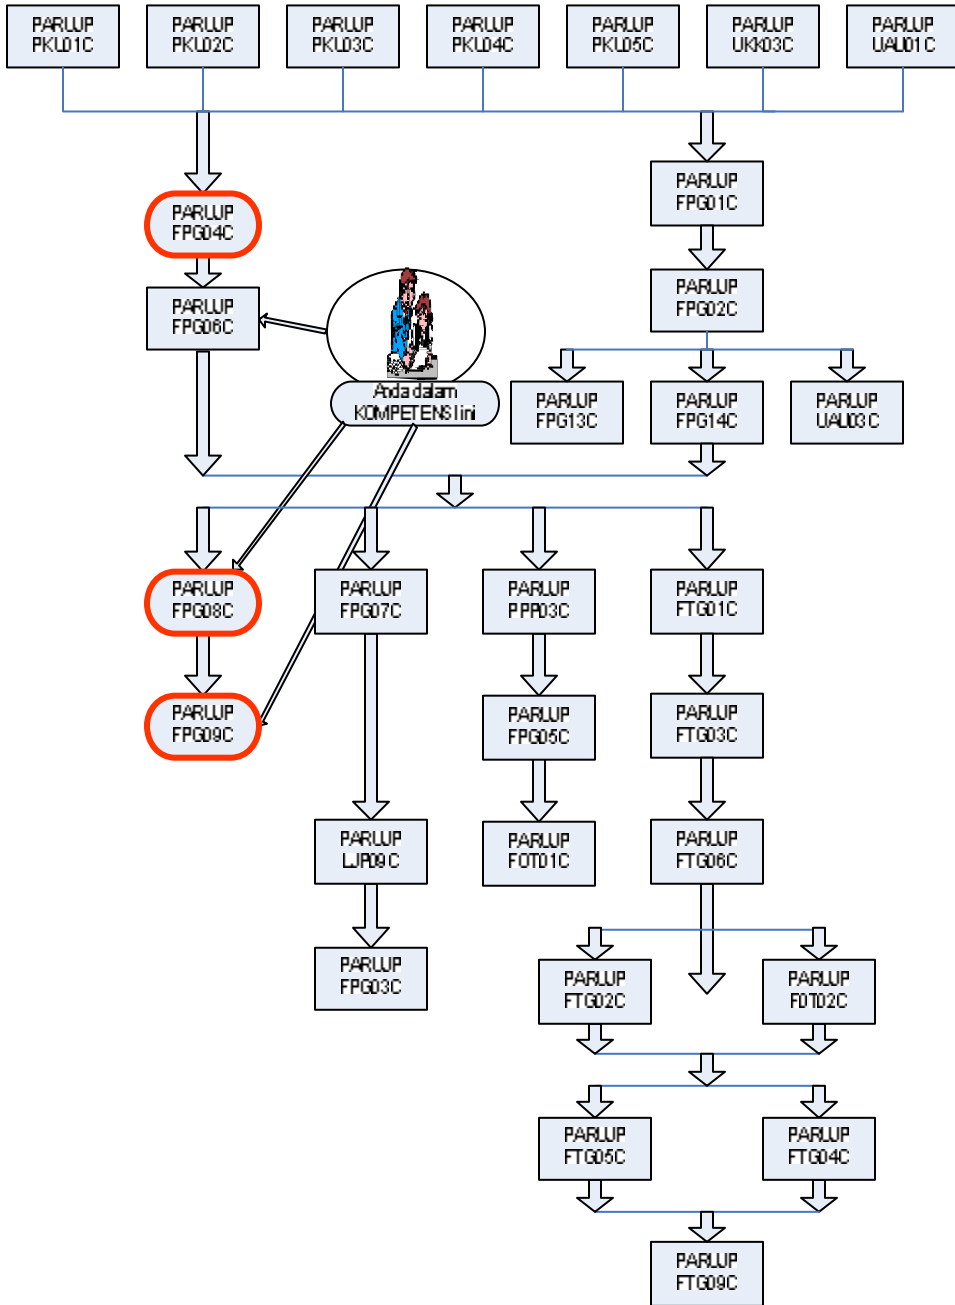 PARLUP
PKL01C
PARLUP
PKL02C
PARLUP
PKL03C
PARLUP
PKL04C
PARLUP
PKL05C
PARLUP
UKK03C
PARLUP
UAU01C
PARLUP
FPG04C
PARLUP
FPG01C
PARLUP
FPG06C
PARLUP
FPG02C
Anda dalam
KOMPETENSI ini
PARLUP
FPG13C
PARLUP
FPG14C
PARLUP
UAU03C
PARLUP
FPG08C
PARLUP
FPG07C
PARLUP
PPP03C
PARLUP
FTG01C
PARLUP
FPG09C
PARLUP
FPG05C
PARLUP
FTG03C
PARLUP
LJP09C
PARLUP
FOT01C
PARLUP
FTG06C
PARLUP
FPG03C
PARLUP
FTG02C
PARLUP
FOT02C
PARLUP
FTG05C
PARLUP
FTG04C
PARLUP
FTG09C